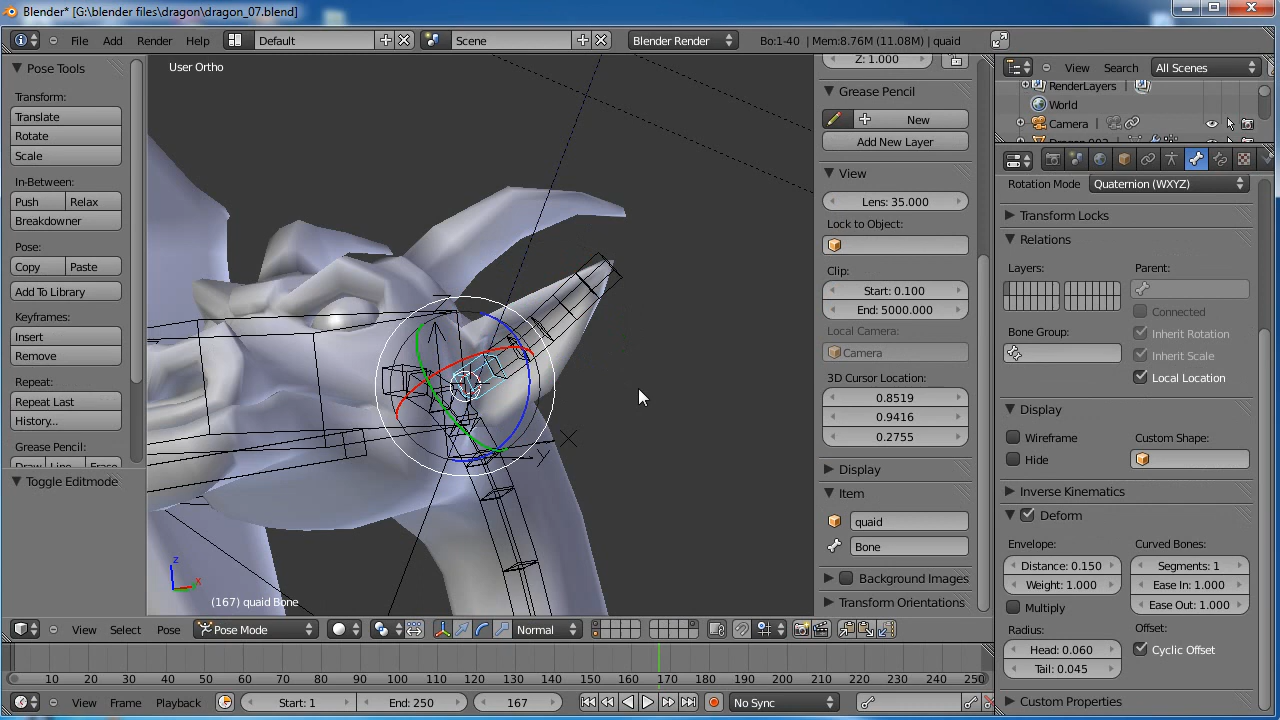 Blender* [G:\blender files\dragon\dragon_07.blend]
File Add Render Help Default Scene Blender Render Bo:1-40 | Mem:8.76M (11.08M) | quaid
Pose Tools
Transform:
Translate
Rotate
Scale
In-Between:
Push Relax
Breakdowner
Pose:
Copy Paste
Add To Library
Keyframes:
Insert
Remove
Repeat:
Repeat Last
History...
Grease Pencil:
Draw Line Erase
Toggle Editmode
User Ortho
z
x
X
Y
(167) quaid Bone
Z: 1.000
Grease Pencil
New
Add New Layer
View
Lens: 35.000
Lock to Object:
Clip:
Start: 0.100
End: 5000.000
Local Camera:
Camera
3D Cursor Location:
0.8519
0.9416
0.2755
Display
Item
quaid
Bone
Background Images
Transform Orientations
View Search All Scenes
RenderLayers
World
Camera
Rotation Mode Quaternion (WXYZ)
Transform Locks
Relations
Layers: Parent:
Connected
Bone Group: Inherit Rotation
Inherit Scale
Local Location
Display
Wireframe Custom Shape:
Hide
Inverse Kinematics
Deform
Envelope: Curved Bones:
Distance: 0.150 Segments: 1
Weight: 1.000 Ease In: 1.000
Multiply Ease Out: 1.000
Radius: Offset:
Head: 0.060 Cyclic Offset
Tail: 0.045
Custom Properties
View Select Pose Pose Mode Normal
10 20 30 40 50 60 70 80 90 100 110 120 130 140 150 160 170 180 190 200 210 220 230 240 250
View Frame Playback Start: 1 End: 250 167 No Sync